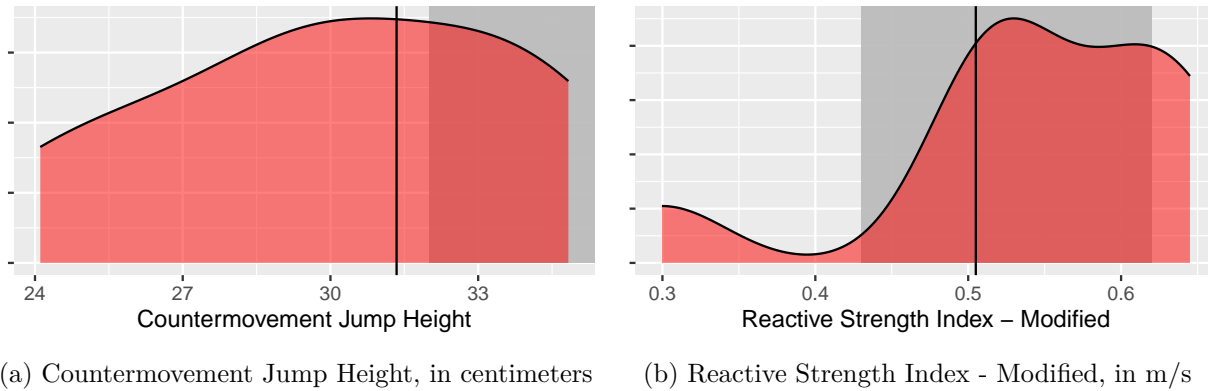 24 27 30 33
Countermovement Jump Height
0.3 0.4 0.5 0.6
Reactive Strength Index – Modified
(a) Countermovement Jump Height, in centimeters
(b) Reactive Strength Index - Modified, in m/s